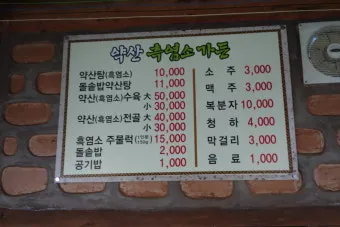 약산 흑염소 가든
약산탕(흑염소) 10,000
돌솥밥약산탕 11,000
약산(흑염소)수육 대 50,000
소 30,000
약산(흑염소)전골 대 40,000
소 30,000
흑염소 주물럭 15,000
돌솥밥 2,000
공기밥 1,000
소주 3,000
맥주 3,000
복분자 10,000
청하 4,000
막걸리 3,000
음료 1,000